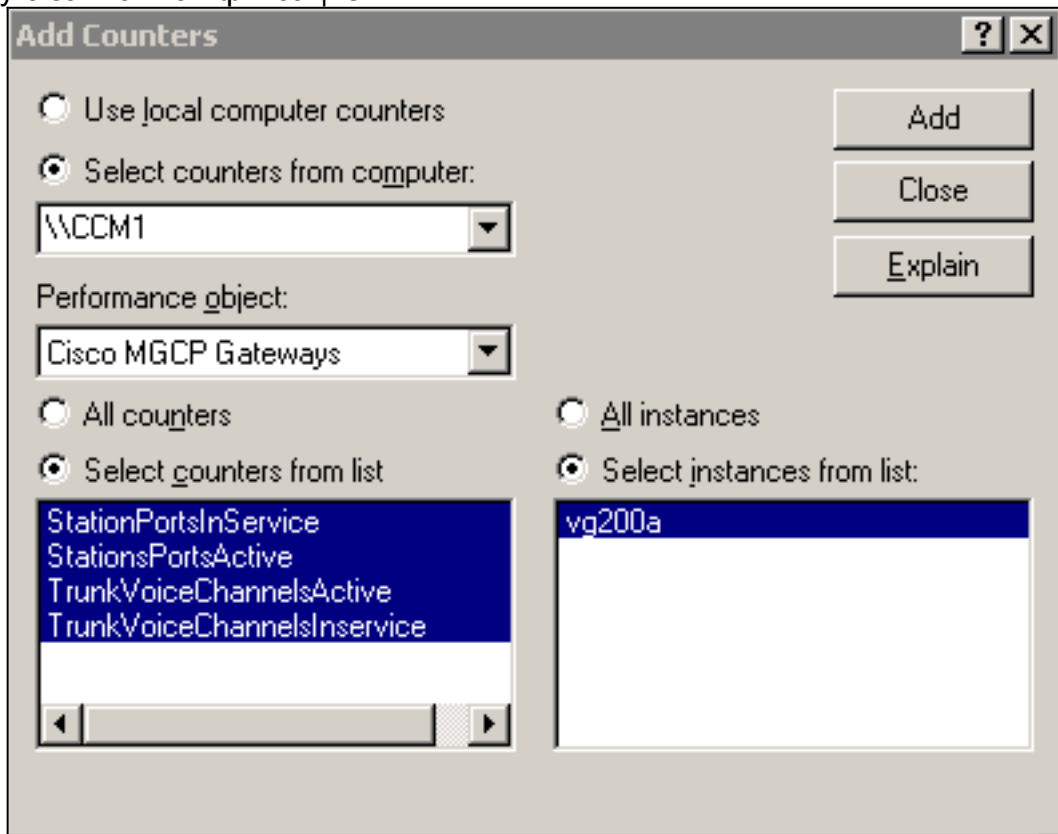 Add Counters
Use local computer counters
Add
Select counters from computer:
Close
\\CCM1
Explain
Performance object:
Cisco MGCP Gateways
All counters
All instances
Select counters from list
Select instances from list:
StationPortsInService
StationsPortsActive
TrunkVoiceChannelsActive
TrunkVoiceChannelsInservice
vg200a